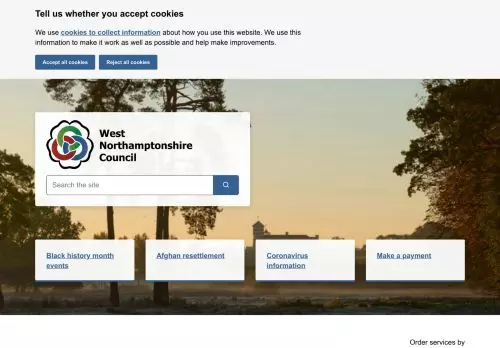 Tell us whether you accept cookies
We use cookies to collect information about how you use this website. We use this
information to make it work as well as possible and help make improvements.
Accept all cookies
Reject all cookies
West
Northamptonshire
Council
Search the site
Black history month
events
Afghan resettlement
Coronavirus
information
Make a payment
Order services by